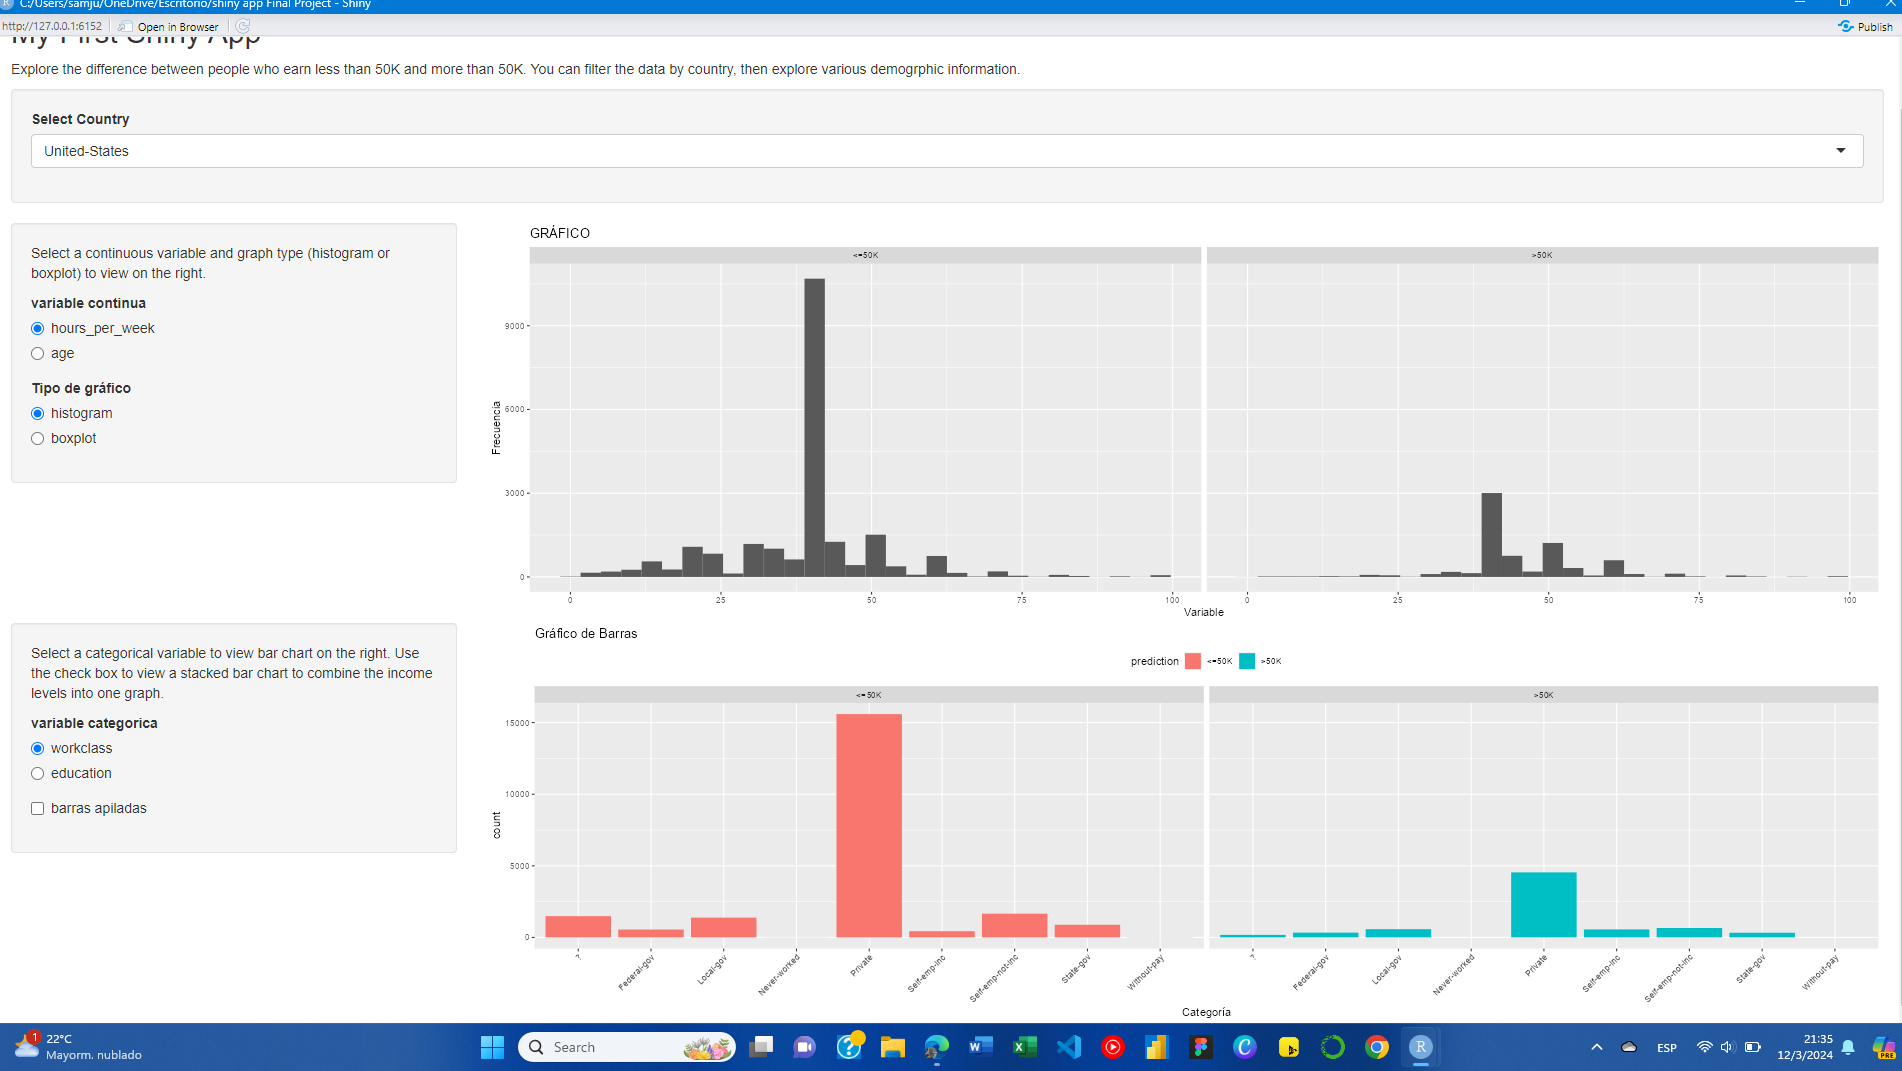 C:/Users/samju/OneDrive/Escritorio/shiny app Final Project - Shiny
http://127.0.0.1:6152 Open in Browser Publish
My First Shiny App
Explore the difference between people who earn less than 50K and more than 50K. You can filter the data by country, then explore various demogrphic information.
Select Country
United-States
Select a continuous variable and graph type (histogram or
boxplot) to view on the right.
variable continua
hours_per_week
age
Tipo de gráfico
histogram
boxplot
GRÁFICO
<=50K >50K
9000
6000
3000
0
Frecuencia
0 25 50 75 100 0 25 50 75 100
Variable
Select a categorical variable to view bar chart on the right. Use
the check box to view a stacked bar chart to combine the income
levels into one graph.
variable categorica
workclass
education
barras apiladas
Gráfico de Barras
prediction <=50K >50K
<=50K >50K
15000
10000
5000
0
count
? Federal-gov Local-gov Never-worked Private Self-emp-inc Self-emp-not-inc State-gov Without-pay ? Federal-gov Local-gov Never-worked Private Self-emp-inc Self-emp-not-inc State-gov Without-pay
Categoría
1
22°C
Mayorm. nublado
Search
ESP
21:35
12/3/2024
PRE